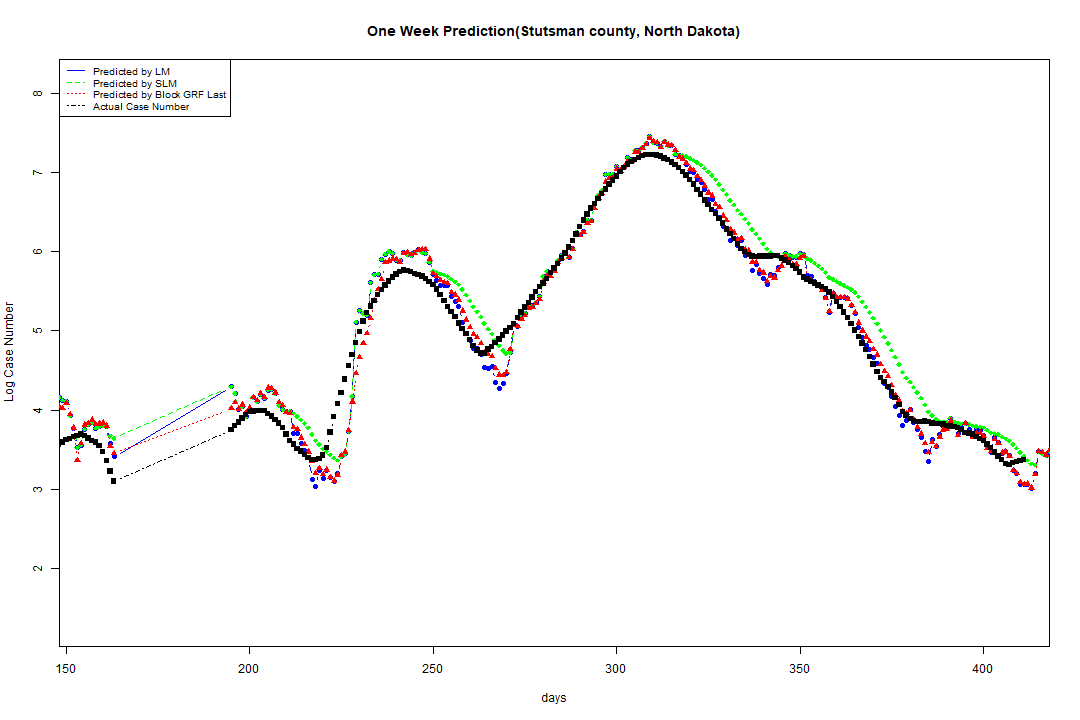 One Week Prediction(Stutsman county, North Dakota)
Predicted by LM
Predicted by SLM
Predicted by Block GRF Last
Actual Case Number
8
7
6
5
4
3
2
Log Case Number
150 200 250 300 350 400
days